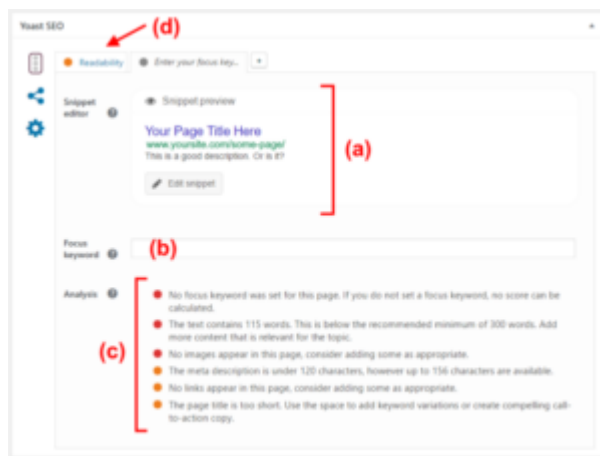 Yoast SEO
(d)
Readability
Enter your focus key...
+
Snippet editor
Snippet preview
Your Page Title Here
www.yoursite.com/some-page/
This is a good description. Or is it?
Edit snippet
(a)
Focus keyword
(b)
Analysis
(c)
No focus keyword was set for this page. If you do not set a focus keyword, no score can be
calculated.
The text contains 115 words. This is below the recommended minimum of 300 words. Add
more content that is relevant for the topic.
No images appear in this page, consider adding some as appropriate.
The meta description is under 120 characters, however up to 156 characters are available.
No links appear in this page, consider adding some as appropriate.
The page title is too short. Use the space to add keyword variations or create compelling call-
to-action copy.